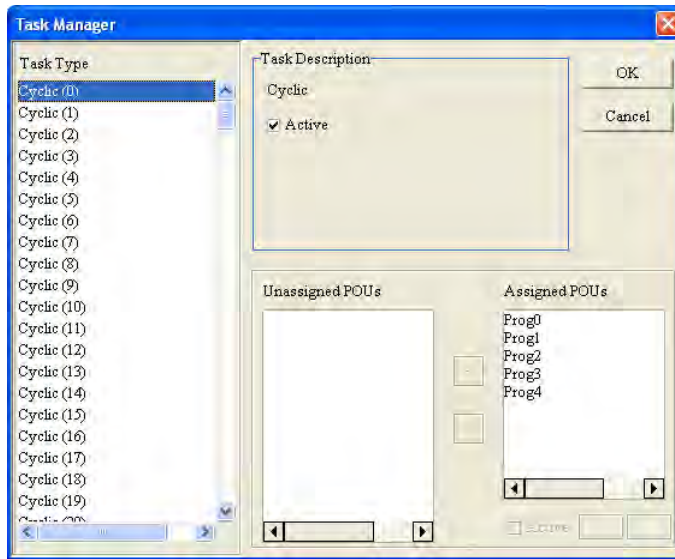 Task Manager
Task Type
Cyclic (0)
Cyclic (1)
Cyclic (2)
Cyclic (3)
Cyclic (4)
Cyclic (5)
Cyclic (6)
Cyclic (7)
Cyclic (8)
Cyclic (9)
Cyclic (10)
Cyclic (11)
Cyclic (12)
Cyclic (13)
Cyclic (14)
Cyclic (15)
Cyclic (16)
Cyclic (17)
Cyclic (18)
Cyclic (19)
Task Description
Cyclic
Active
OK
Cancel
Unassigned POUs
Assigned POUs
Prog0
Prog1
Prog2
Prog3
Prog4